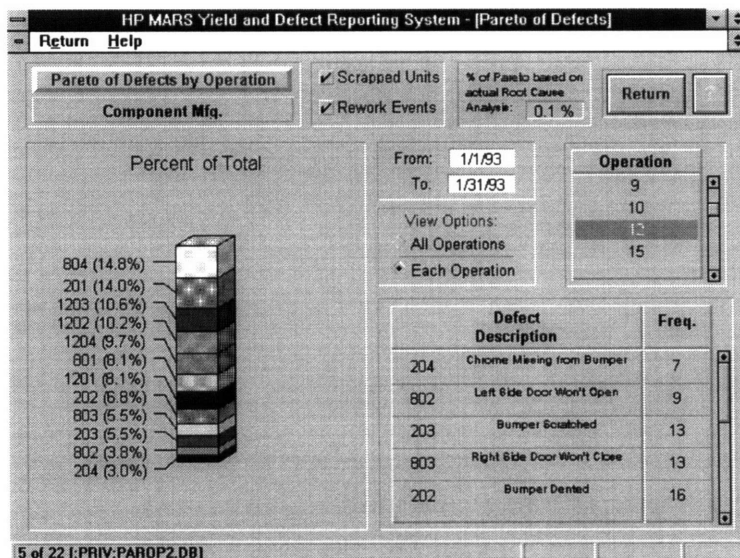 HP MARS Yield and Defect Reporting System - [Pareto of Defects]
Return Help
Pareto of Defects by Operation
Component Mfq.
Scrapped Units
Rework Events
% of Pareto based on
actual Root Cause
Analysis: 0.1 %
Return
?
Percent of Total
804 (14.8%)
201 (14.0%)
1203 (10.6%)
1202 (10.2%)
1204 (9.7%)
801 (8.1%)
1201 (8.1%)
202 (6.8%)
803 (5.5%)
203 (5.5%)
802 (3.8%)
204 (3.0%)
From: 1/1/93
To: 1/31/93
View Options:
All Operations
Each Operation
Operation
9
10
12
15
Defect Description Freq.
204 Chrome Missing from Bumper 7
802 Left Side Door Won't Open 9
203 Bumper Scratched 13
803 Right Side Door Won't Close 13
202 Bumper Dented 16
5 of 22 [:PRIV:PAROP2.DB]